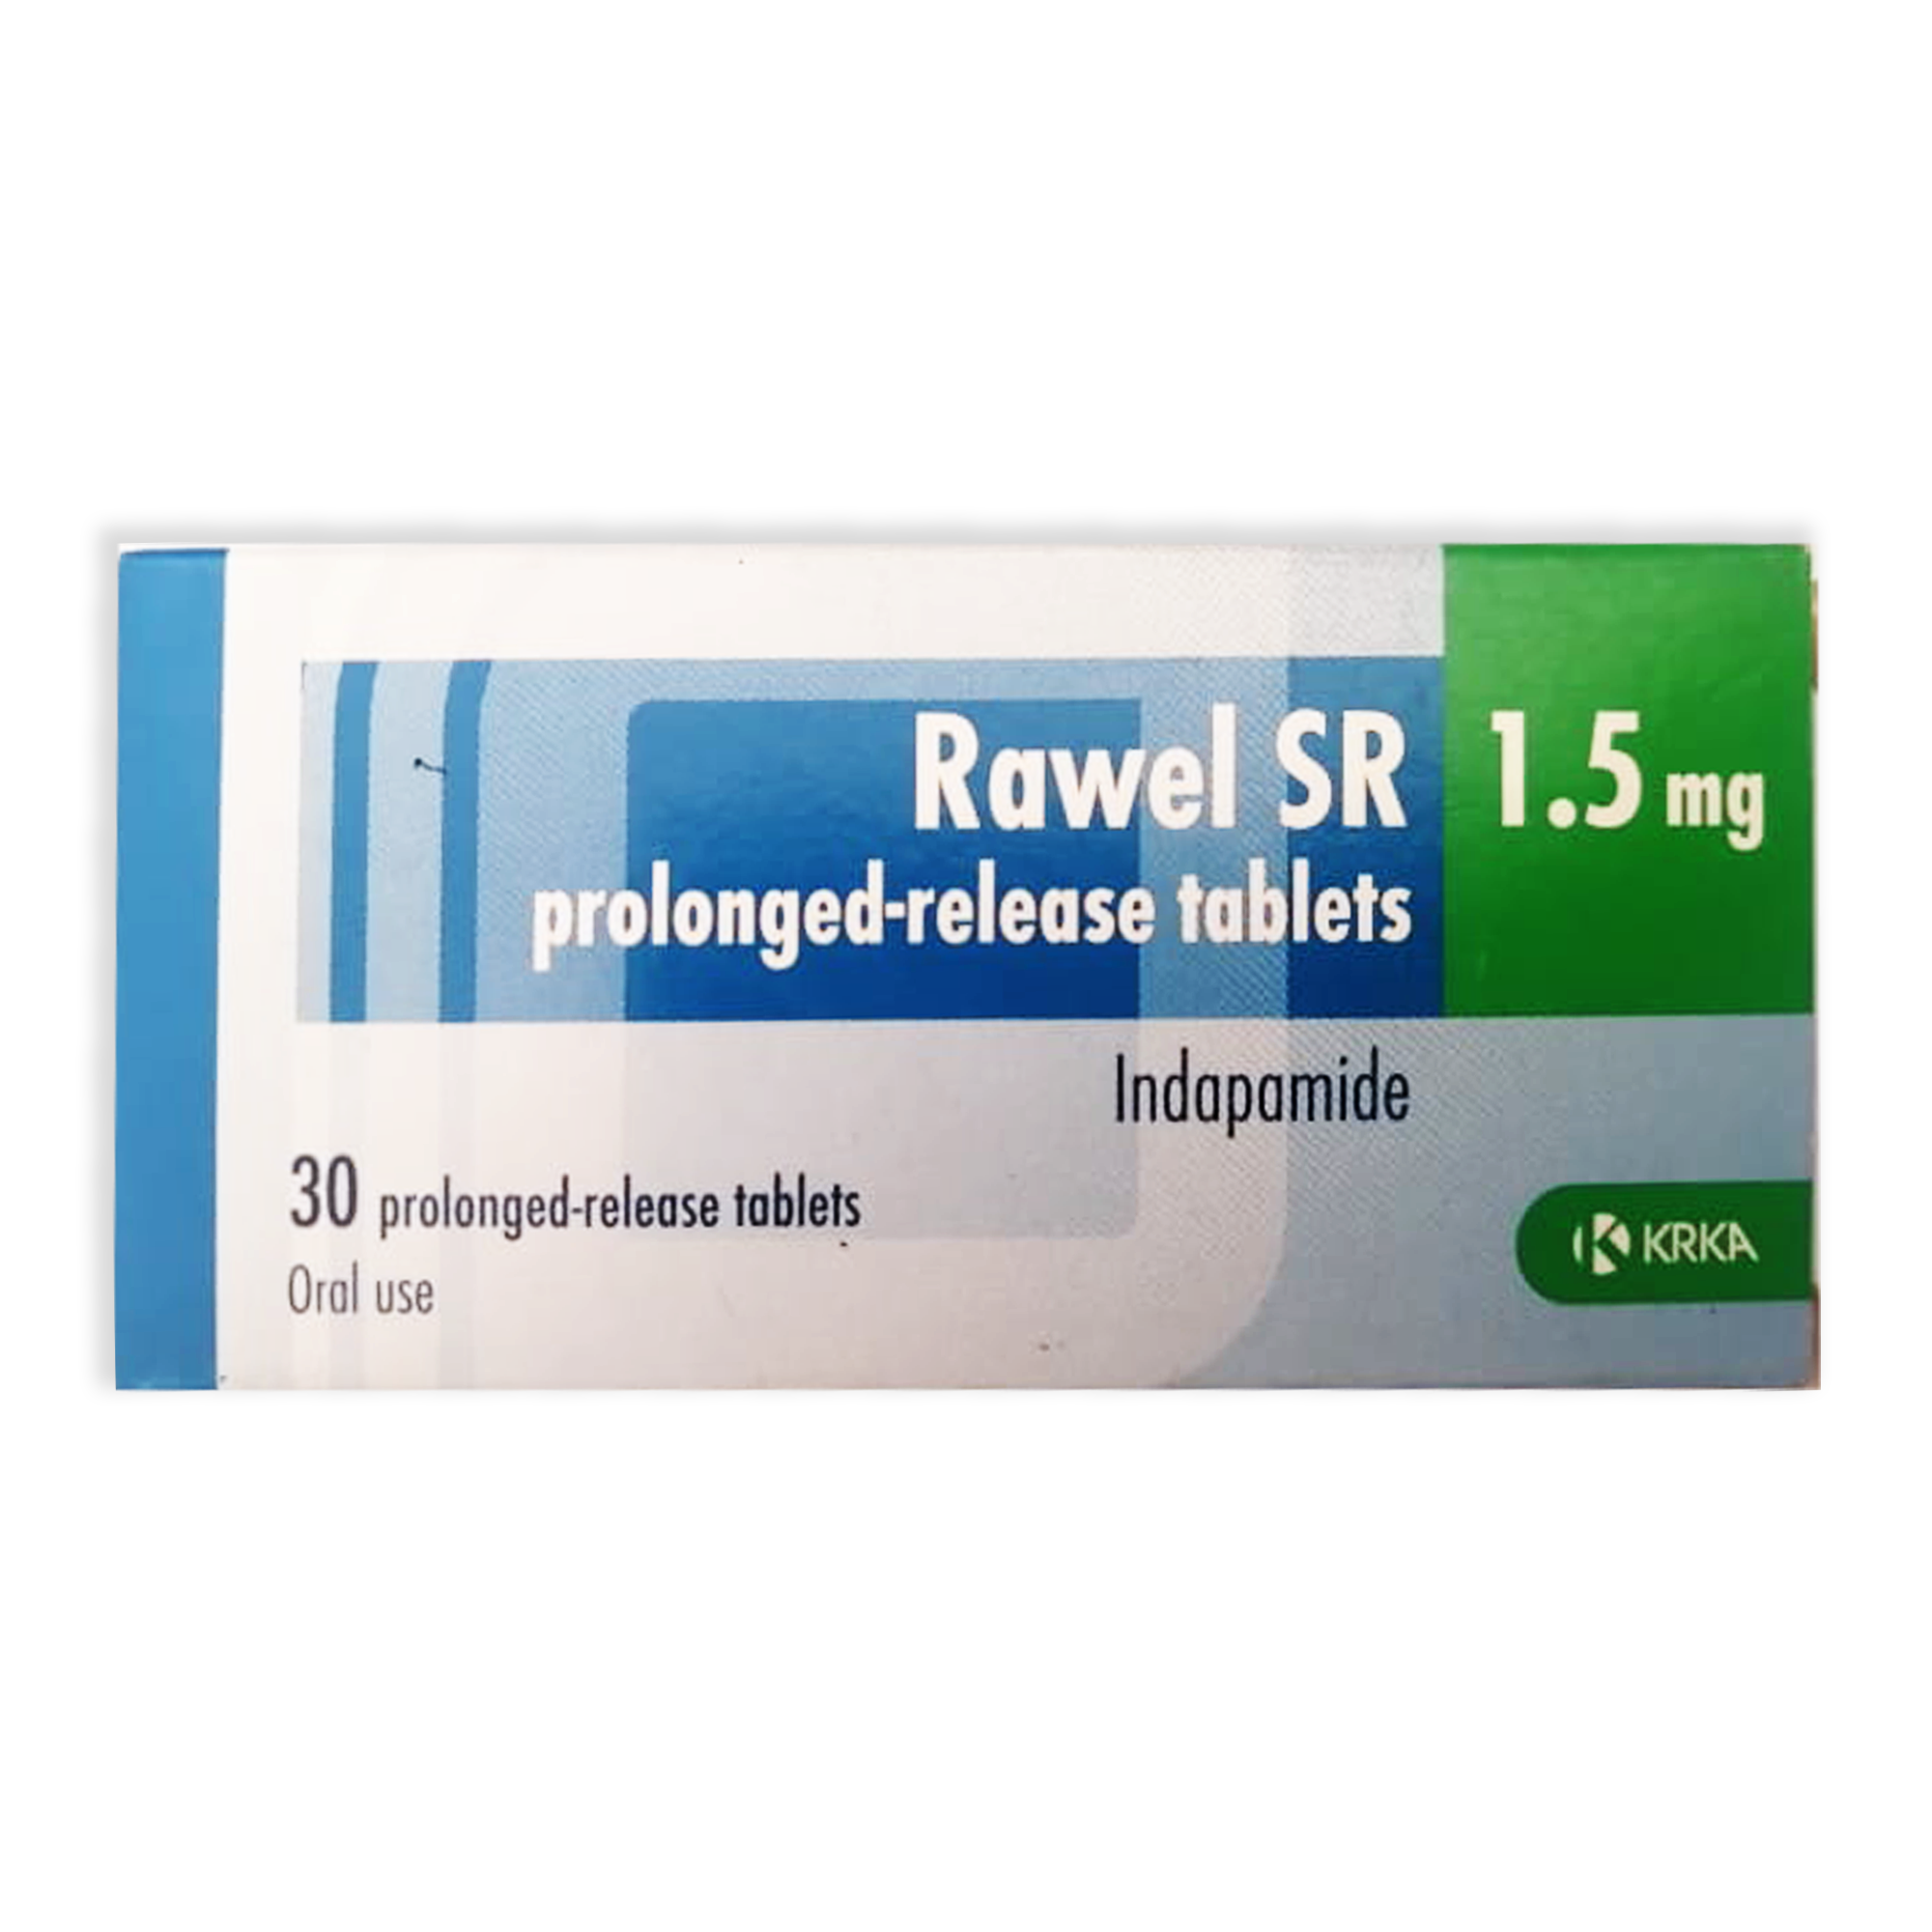 Rawel SR 1.5 mg
prolonged-release tablets
Indapamide
30 prolonged-release tablets
Oral use
KRKA